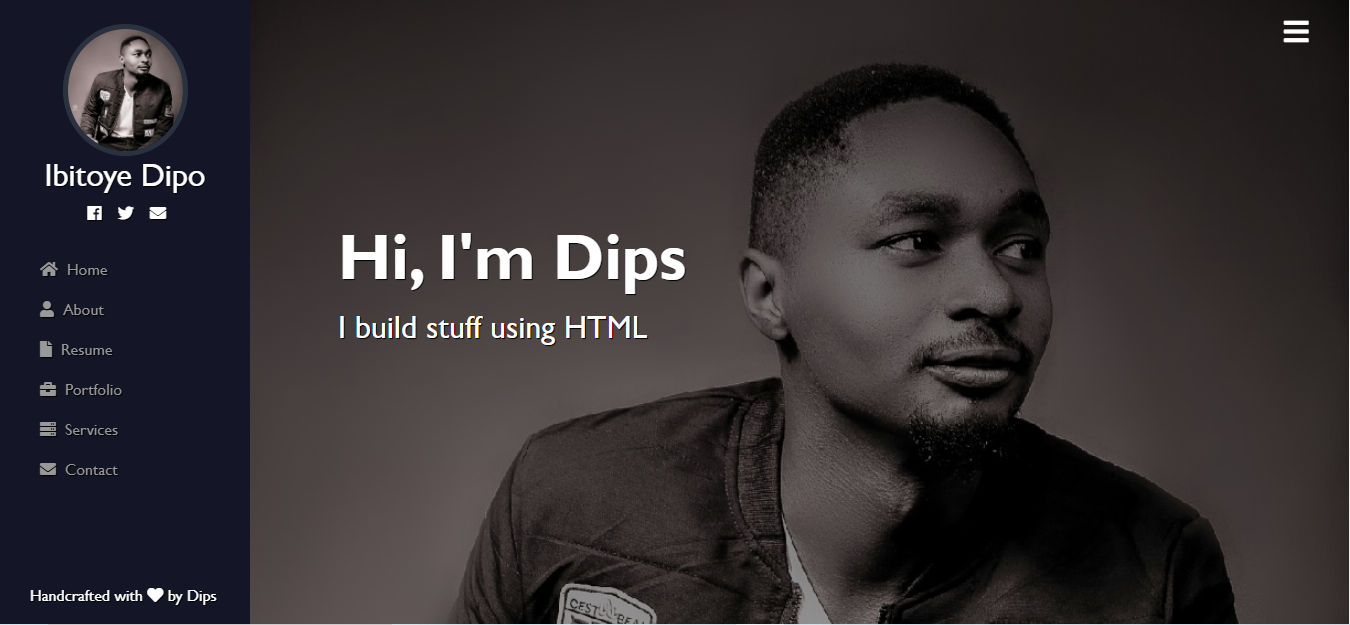 Ibitoye Dipo
Home
About
Resume
Portfolio
Services
Contact
Handcrafted with by Dips
Hi, I'm Dips
I build stuff using HTML